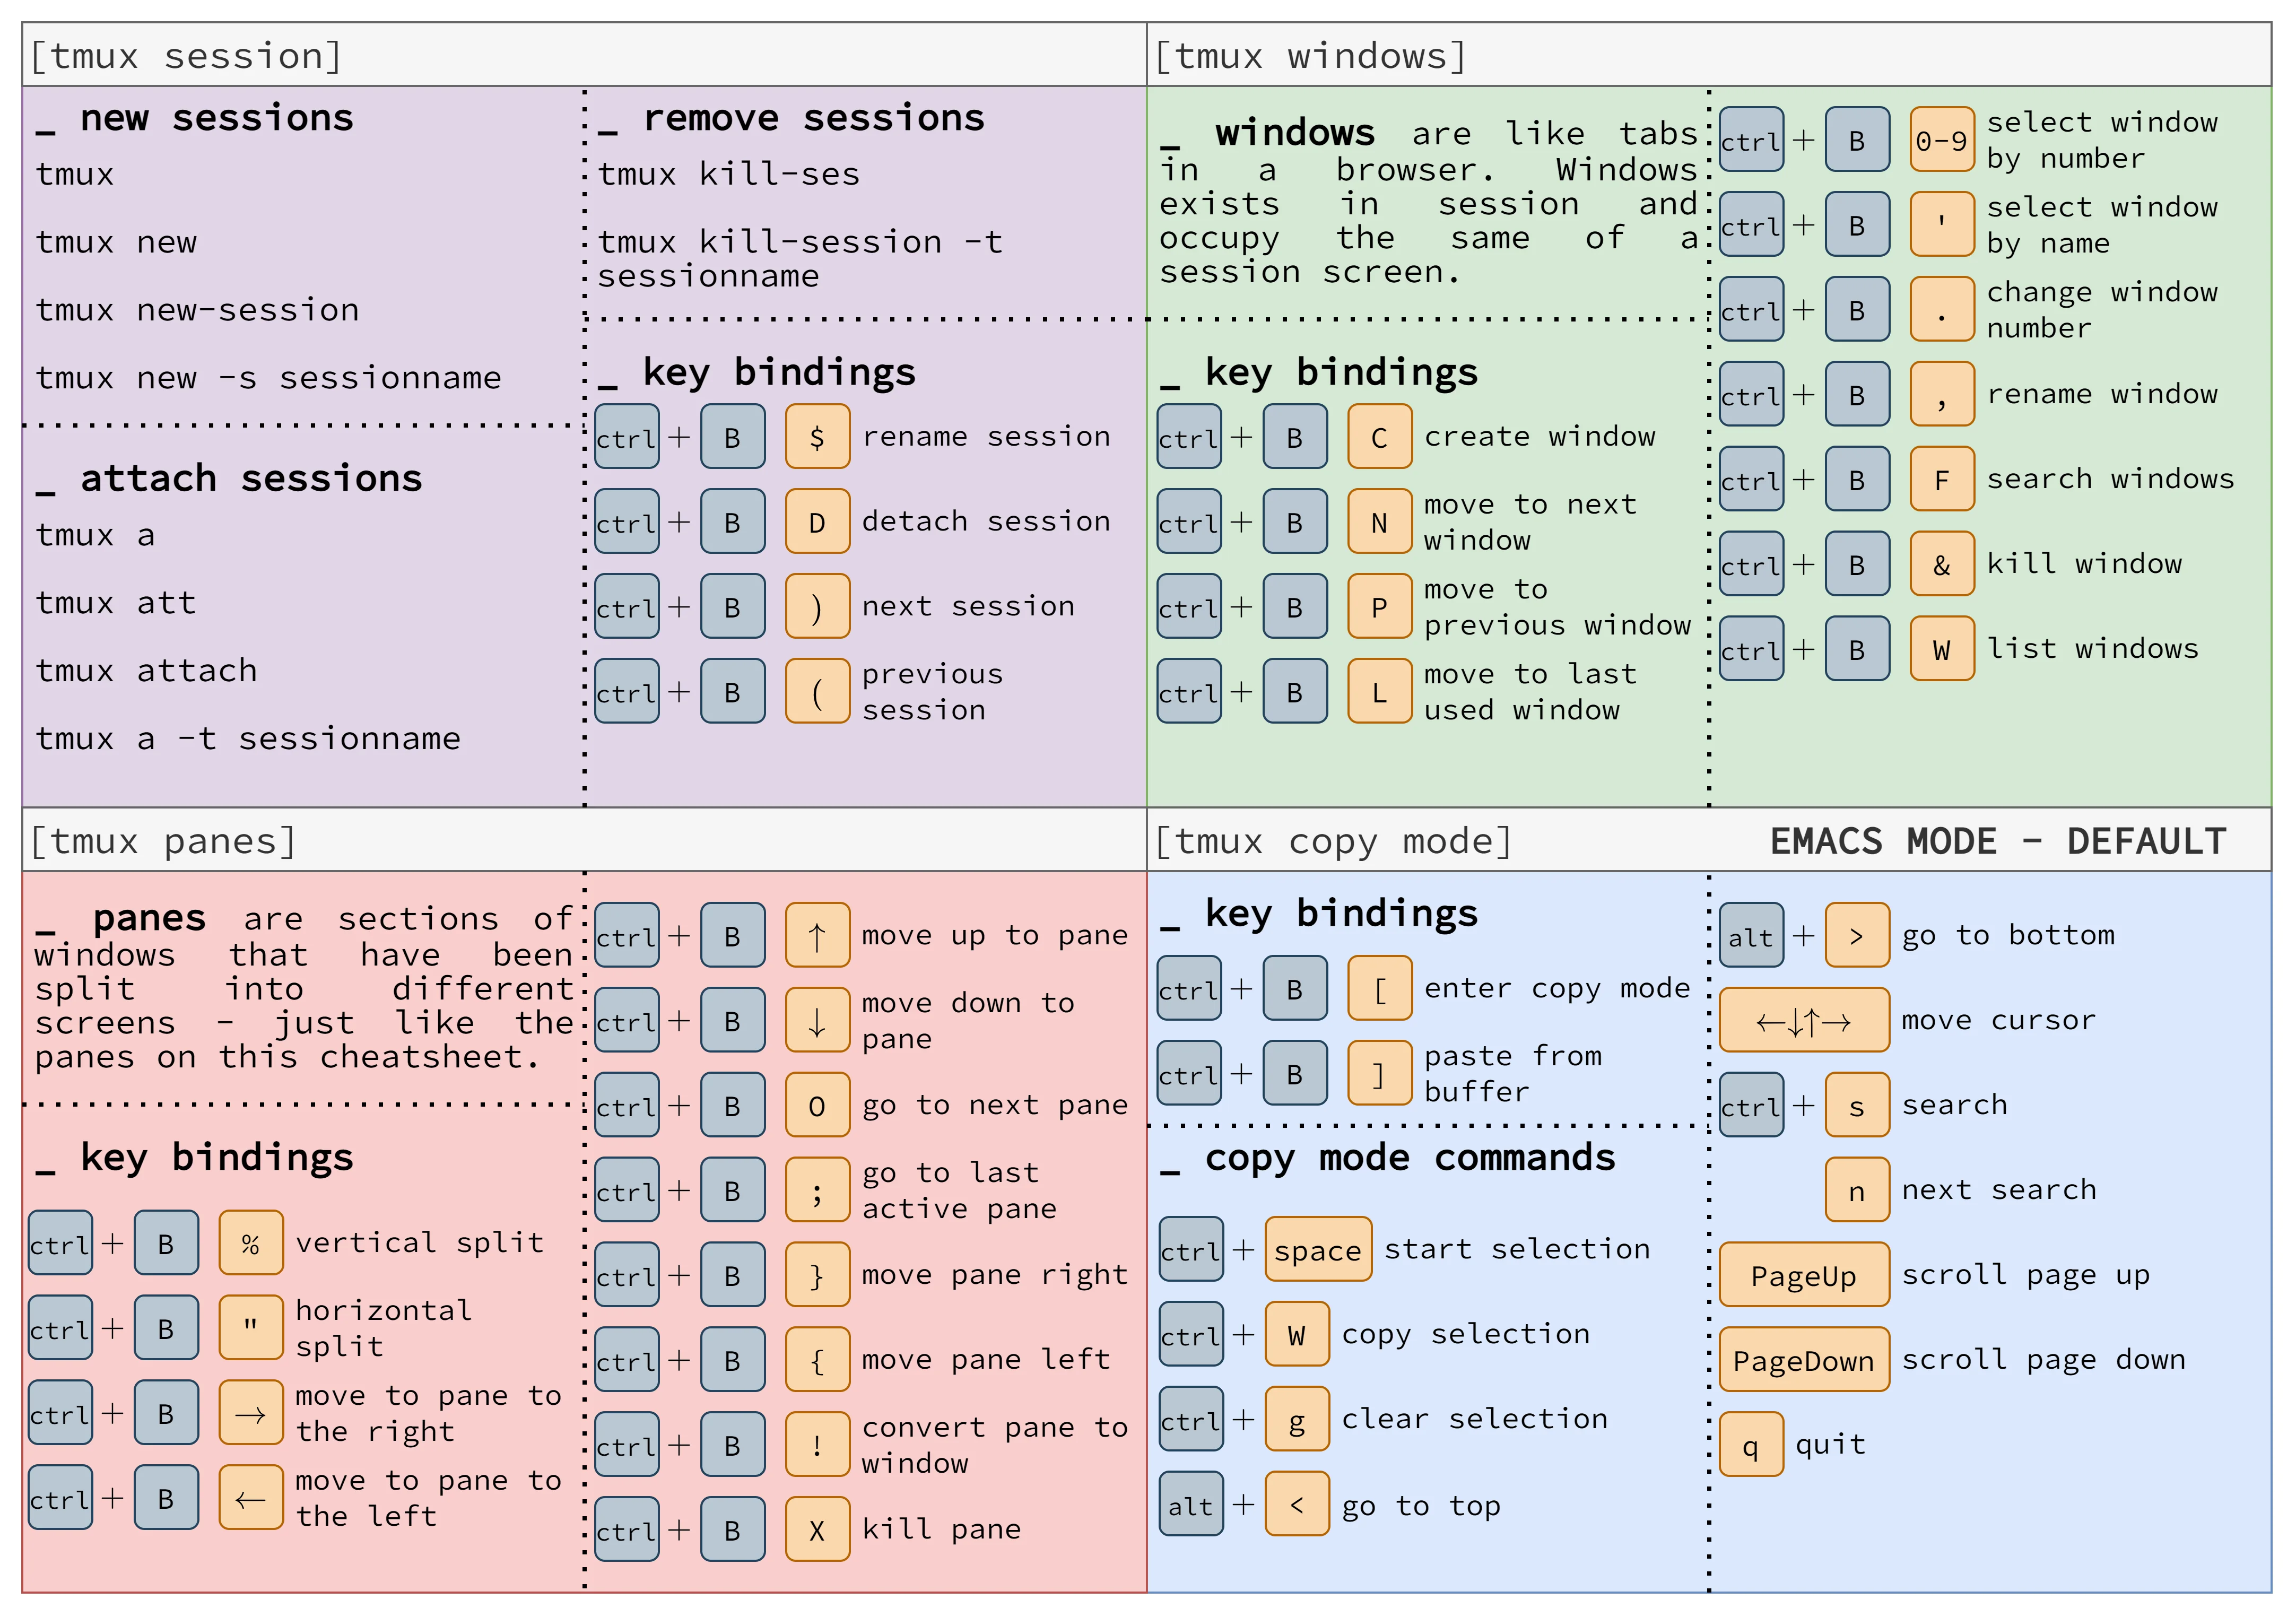 [tmux session]
_ new sessions
tmux
tmux new
tmux new-session
tmux new -s sessionname
_ attach sessions
tmux a
tmux att
tmux attach
tmux a -t sessionname
_ remove sessions
tmux kill-ses
tmux kill-session -t
sessionname
_ key bindings
ctrl + B $ rename session
ctrl + B D detach session
ctrl + B ) next session
ctrl + B ( previous
session
[tmux windows]
_ windows are like tabs
in a browser. Windows
exists in session and
occupy the same of a
session screen.
_ key bindings
ctrl + B C create window
ctrl + B N move to next
window
ctrl + B P move to
previous window
ctrl + B L move to last
used window
ctrl + B 0-9 select window
by number
ctrl + B ' select window
by name
ctrl + B . change window
number
ctrl + B , rename window
ctrl + B F search windows
ctrl + B & kill window
ctrl + B W list windows
[tmux panes]
_ panes are sections of
windows that have been
split into different
screens - just like the
panes on this cheatsheet.
_ key bindings
ctrl + B % vertical split
ctrl + B " horizontal
split
ctrl + B → move to pane to
the right
ctrl + B ← move to pane to
the left
ctrl + B ↑ move up to pane
ctrl + B ↓ move down to
pane
ctrl + B O go to next pane
ctrl + B ; go to last
active pane
ctrl + B } move pane right
ctrl + B { move pane left
ctrl + B ! convert pane to
window
ctrl + B X kill pane
[tmux copy mode] EMACS MODE - DEFAULT
_ key bindings
ctrl + B [ enter copy mode
ctrl + B ] paste from
buffer
_ copy mode commands
ctrl + space start selection
ctrl + W copy selection
ctrl + g clear selection
alt + < go to top
alt + > go to bottom
←↓↑→ move cursor
ctrl + s search
n next search
PageUp scroll page up
PageDown scroll page down
q quit